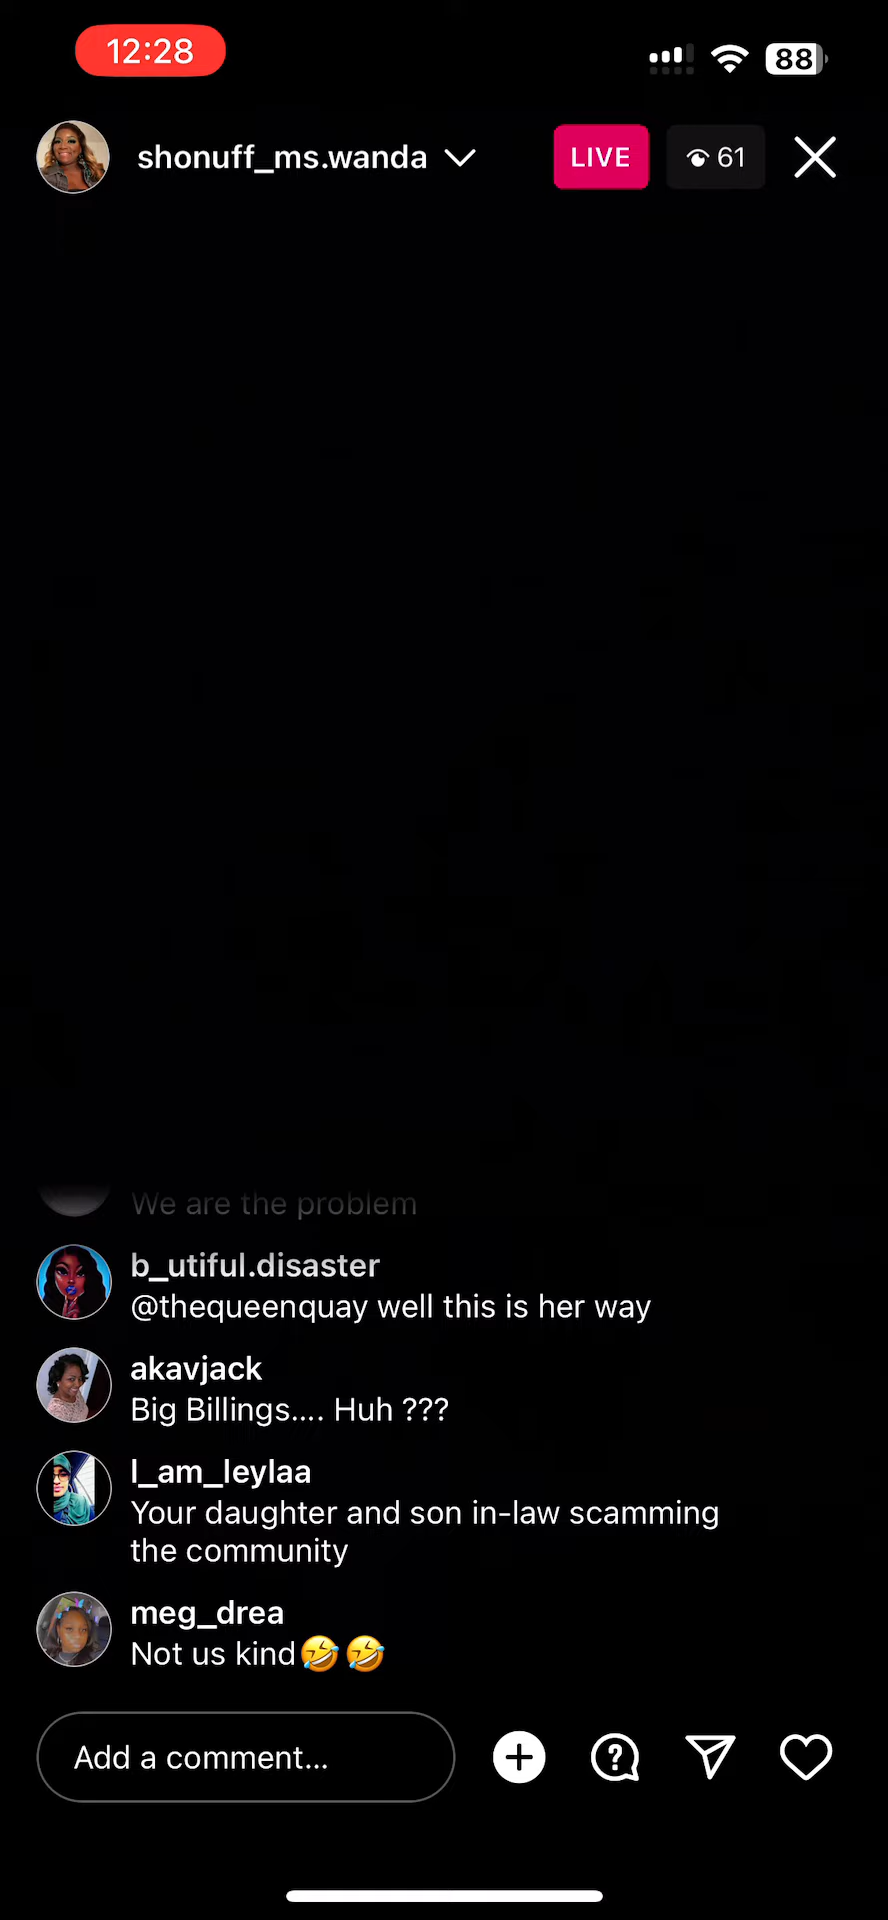 12:28
88
shonuff_ms.wanda
LIVE
61
We are the problem
b_utiful.disaster
@thequeenquay well this is her way
akavjack
Big Billings.... Huh ???
l_am_leylaa
Your daughter and son in-law scamming
the community
meg_drea
Not us kind🤣🤣
Add a comment...